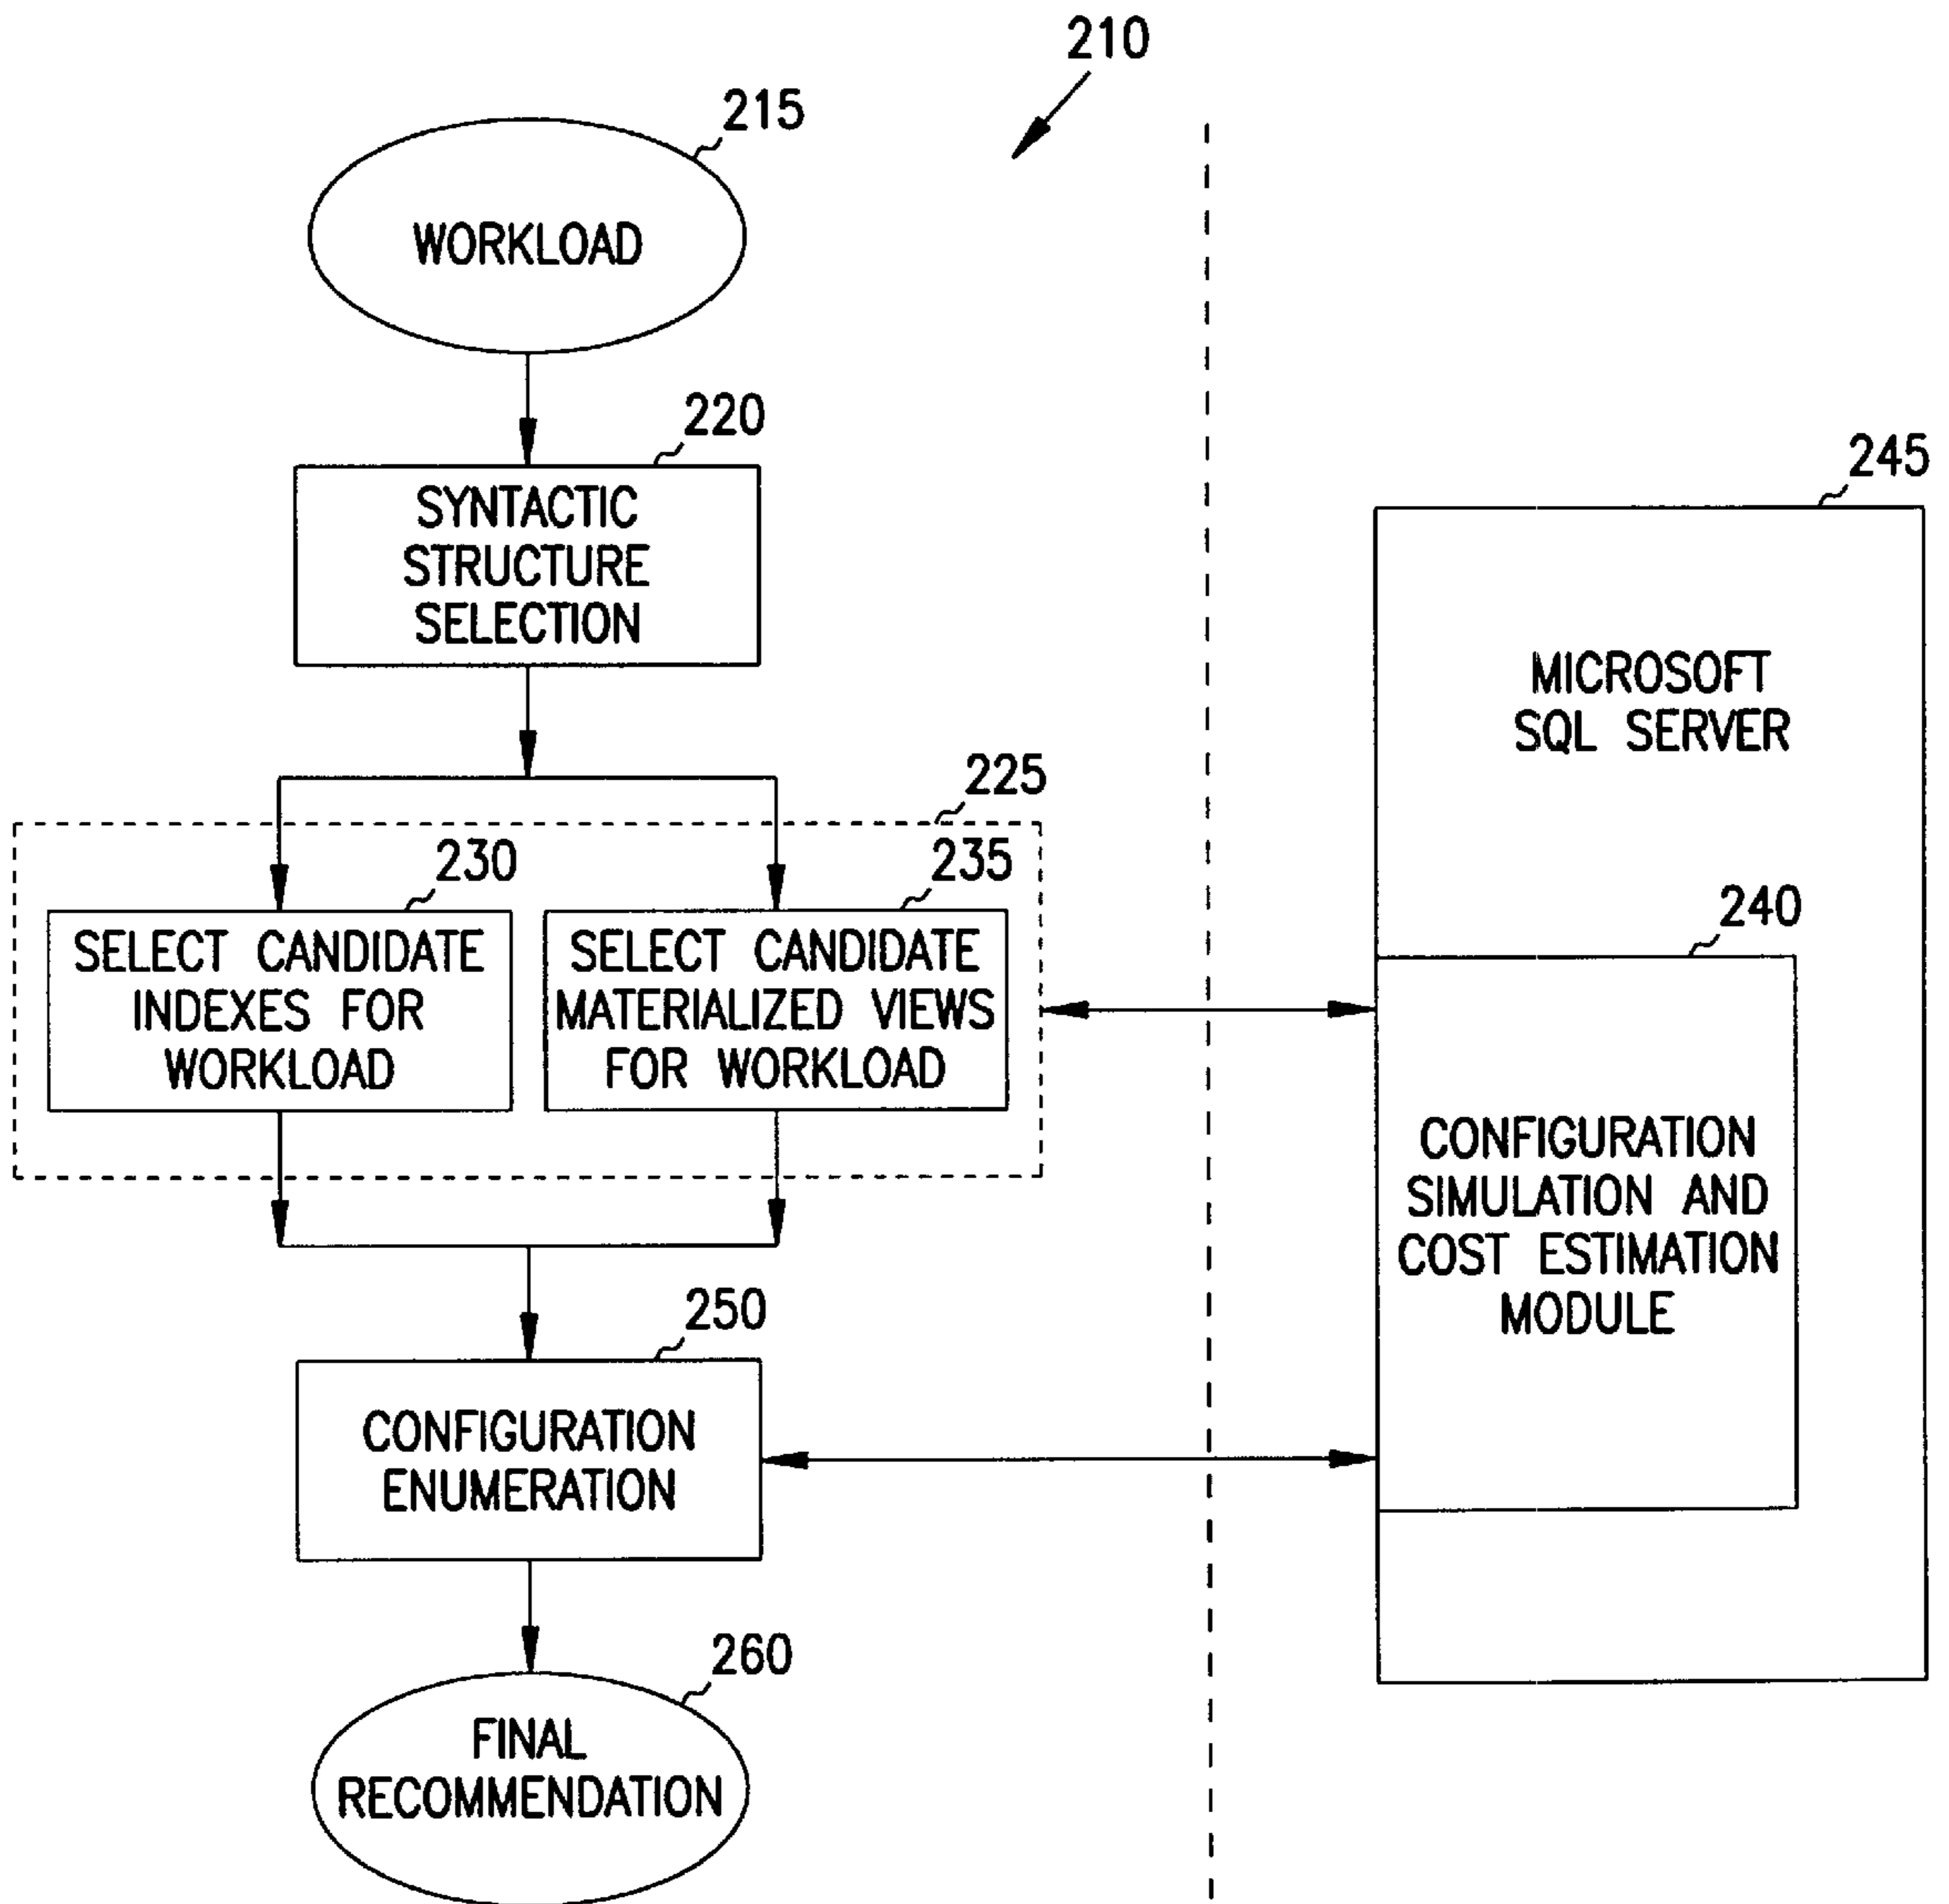 210
215
WORKLOAD
220
SYNTACTIC
STRUCTURE
SELECTION
245
MICROSOFT
SQL SERVER
225
230
SELECT CANDIDATE
INDEXES FOR
WORKLOAD
235
SELECT CANDIDATE
MATERIALIZED VIEWS
FOR WORKLOAD
240
CONFIGURATION
SIMULATION AND
COST ESTIMATION
MODULE
250
CONFIGURATION
ENUMERATION
260
FINAL
RECOMMENDATION